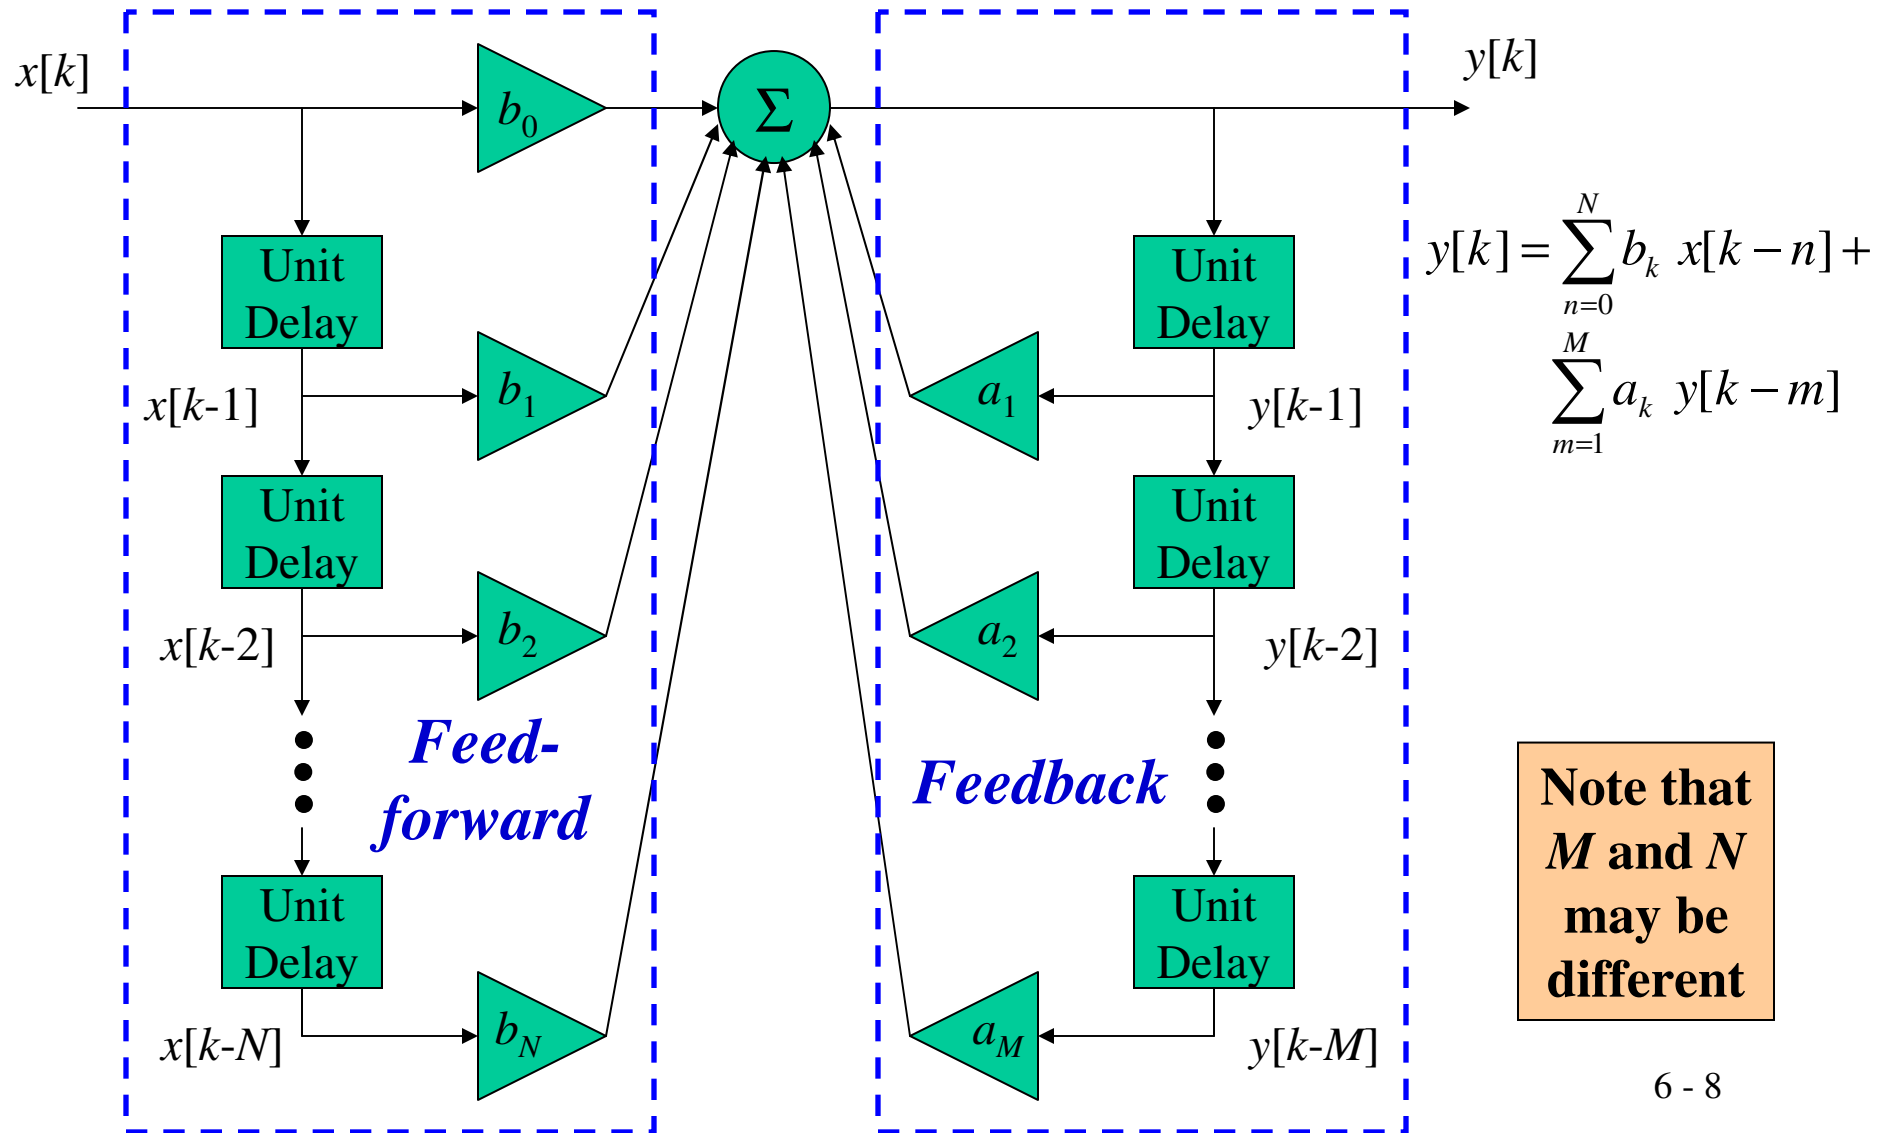 x[k]
b0
Σ
y[k]
Unit
Delay
Unit
Delay
y[k] = ∑_{n=0}^{N} b_k x[k − n] +
∑_{m=1}^{M} a_k y[k − m]
x[k-1]
b1
a1
y[k-1]
Unit
Delay
Unit
Delay
x[k-2]
b2
a2
y[k-2]
Feed-
forward
Feedback
Note that
M and N
may be
different
Unit
Delay
Unit
Delay
x[k-N]
bN
aM
y[k-M]
6 - 8